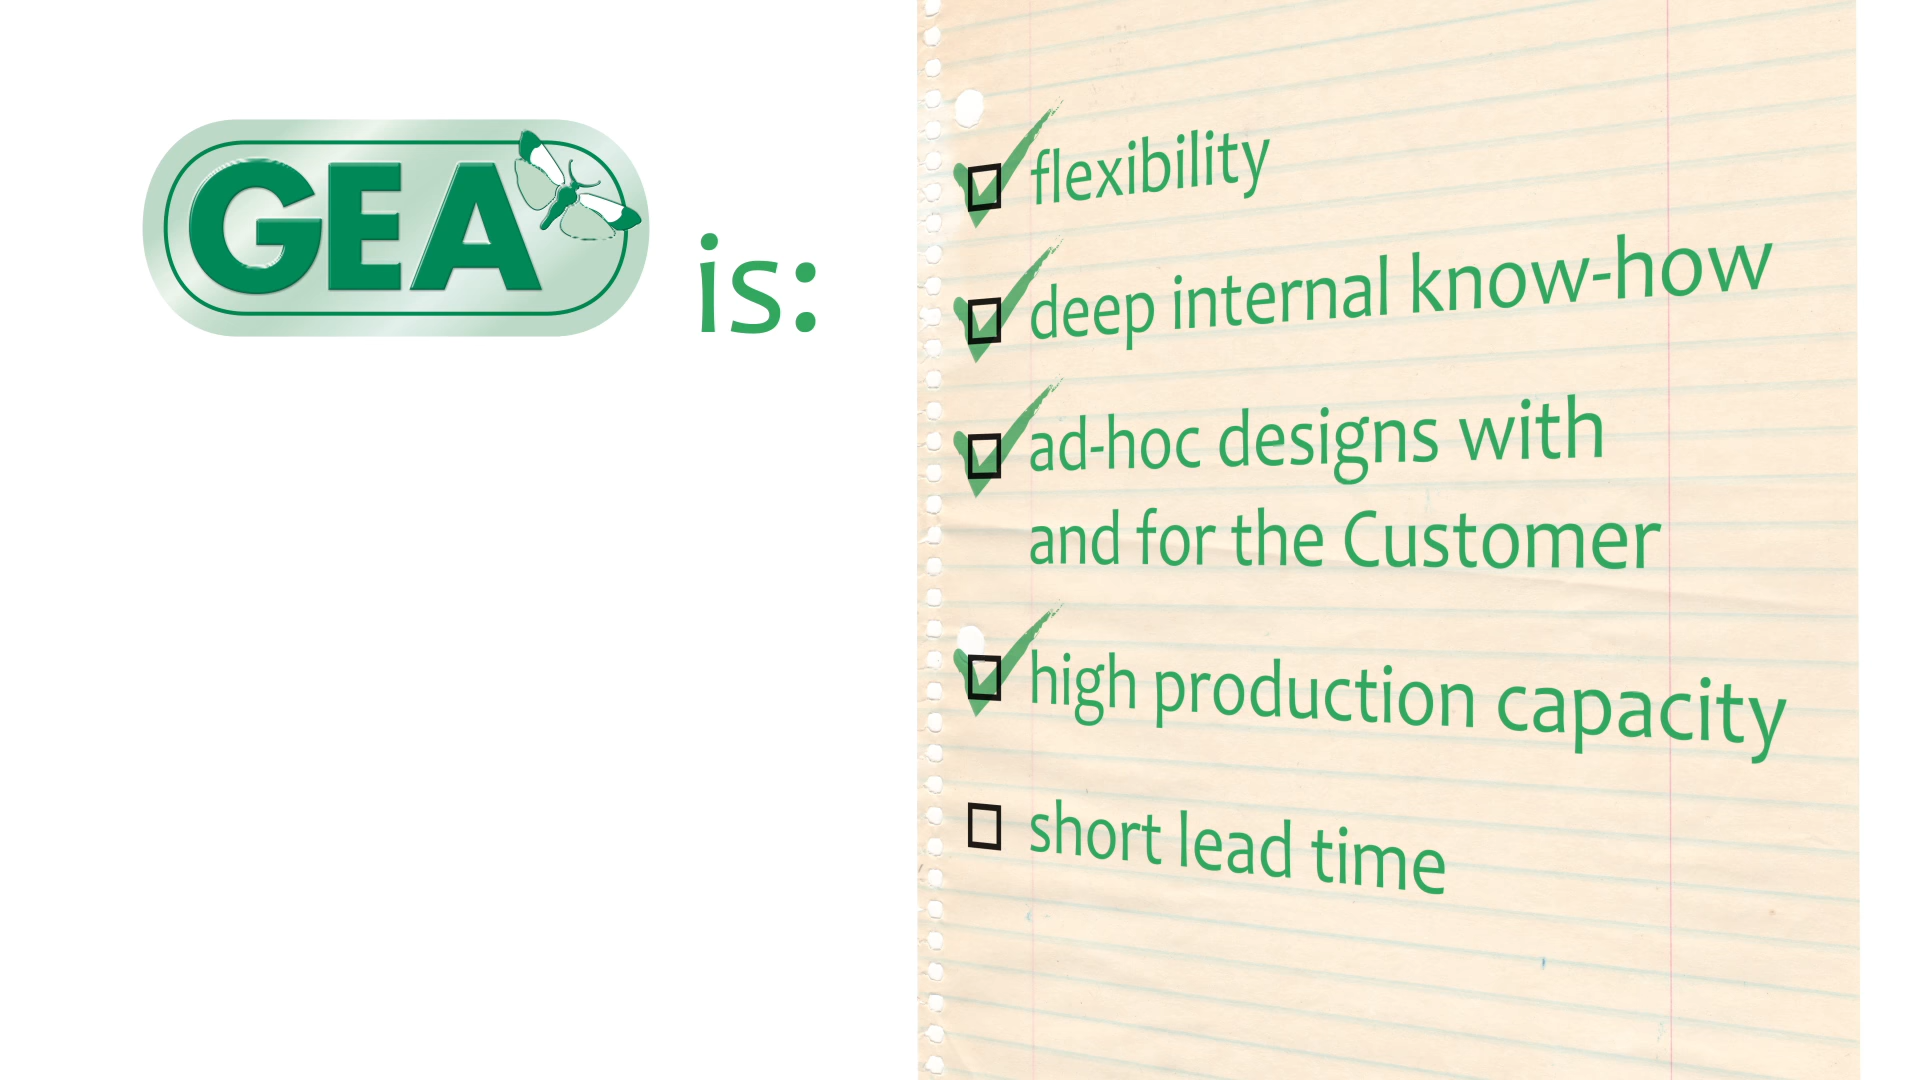 GEA is:
flexibility
deep internal know-how
ad-hoc designs with
and for the Customer
high production capacity
short lead time